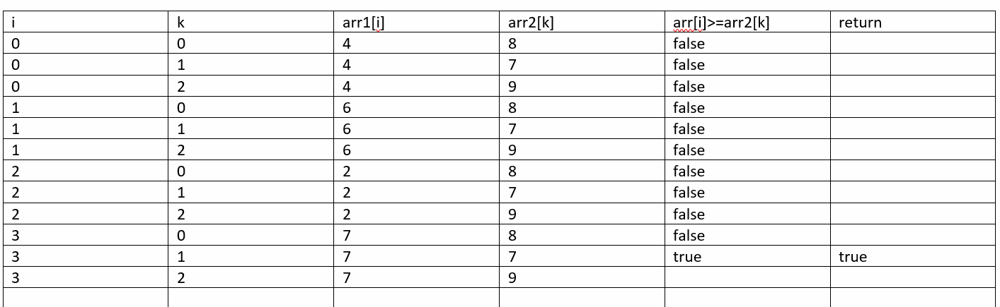 i k arr1[i] arr2[k] arr[i]>=arr2[k] return
0 0 4 8 false
0 1 4 7 false
0 2 4 9 false
1 0 6 8 false
1 1 6 7 false
1 2 6 9 false
2 0 2 8 false
2 1 2 7 false
2 2 2 9 false
3 0 7 8 false
3 1 7 7 true true
3 2 7 9